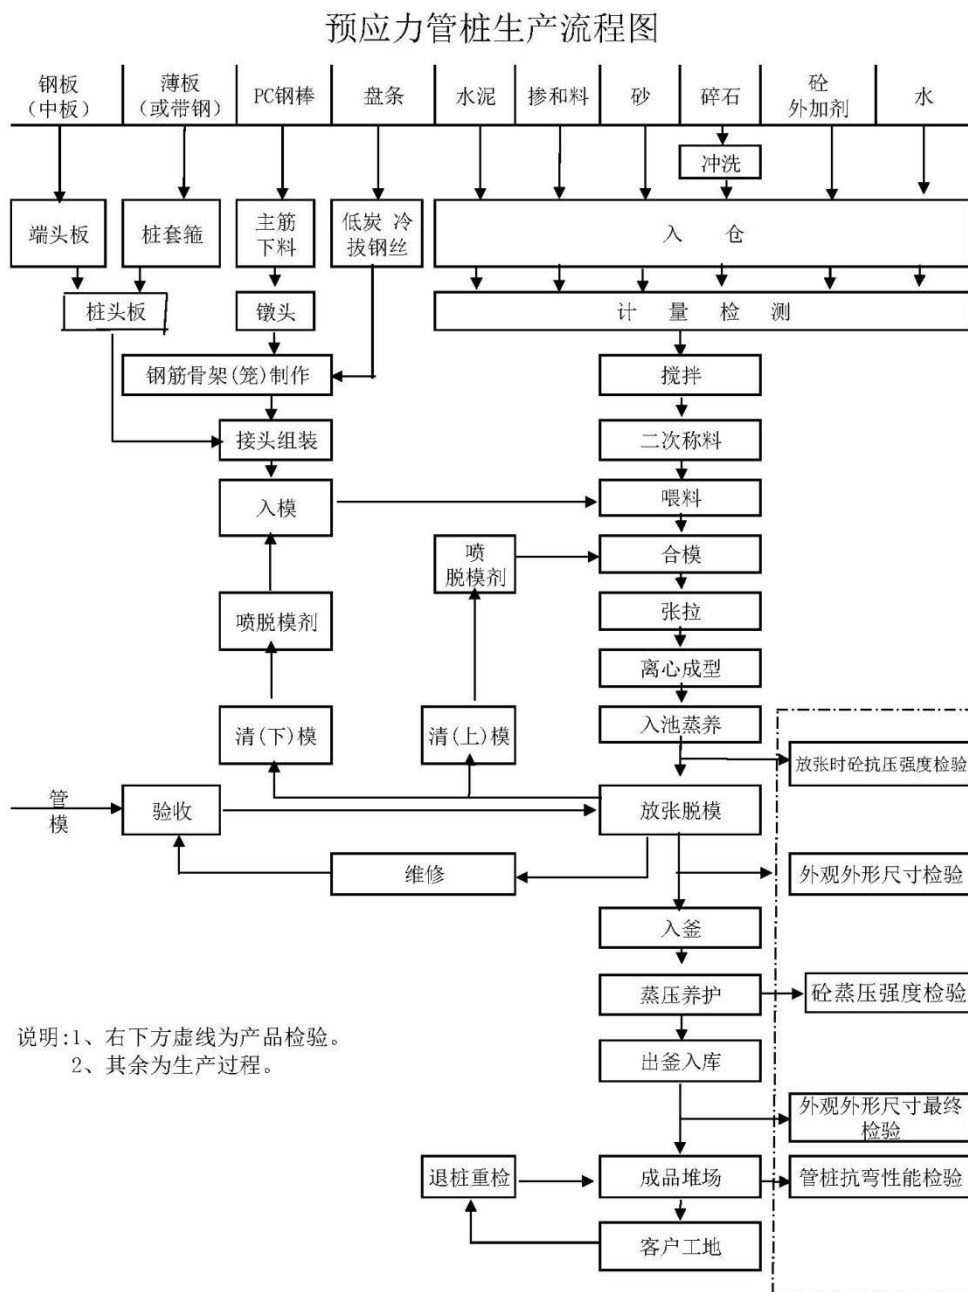 预应力管桩生产流程图
钢板
(中板)
薄板
(或带钢)
PC钢棒
盘条
水泥
掺和料
砂
碎石
砼
外加剂
水
冲洗
端头板
桩套箍
主筋
下料
低炭 冷
拔钢丝
入 仓
桩头板
镦头
计 量 检 测
钢筋骨架(笼)制作
搅拌
接头组装
二次称料
入模
喂料
喷
脱模剂
合模
喷脱模剂
张拉
离心成型
清(下)模
清(上)模
入池蒸养
放张时砼抗压强度检验
管
模
验收
放张脱模
维修
外观外形尺寸检验
入釜
蒸压养护
砼蒸压强度检验
说明:1、右下方虚线为产品检验。
2、其余为生产过程。
出釜入库
外观外形尺寸最终
检验
退桩重检
成品堆场
管桩抗弯性能检验
客户工地